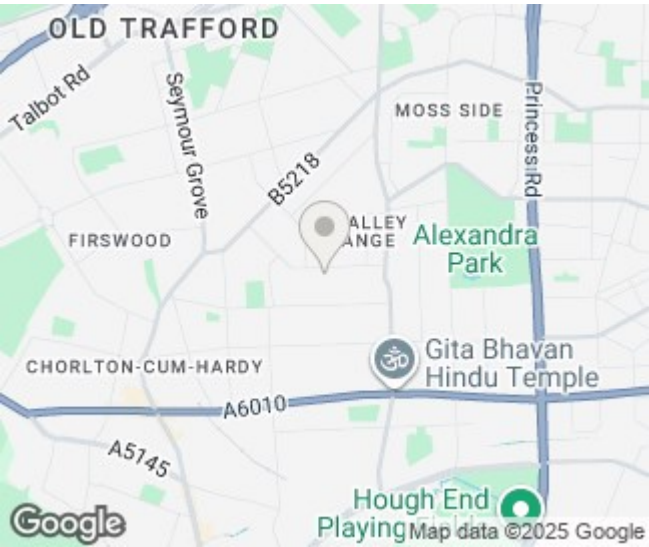 OLD TRAFFORD
Talbot Rd
Seymour Grove
B5218
MOSS SIDE
Princess Rd
ALLEY
ANGE
FIRSWOOD
Alexandra
Park
Gita Bhavan
Hindu Temple
CHORLTON-CUM-HARDY
A6010
A5145
Hough End
Playing
Google
Map data ©2025 Google